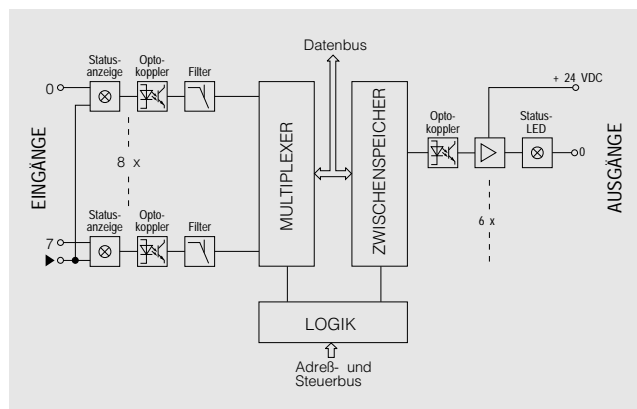 Datenbus
Status-
anzeige
Opto-
koppler
Filter
+ 24 VDC
0
EINGÄNGE
8 x
MULTIPLEXER
ZWISCHENSPEICHER
Opto-
koppler
Status-
LED
0
AUSGÄNGE
6 x
Status-
anzeige
Opto-
koppler
Filter
7
LOGIK
Adreß- und
Steuerbus